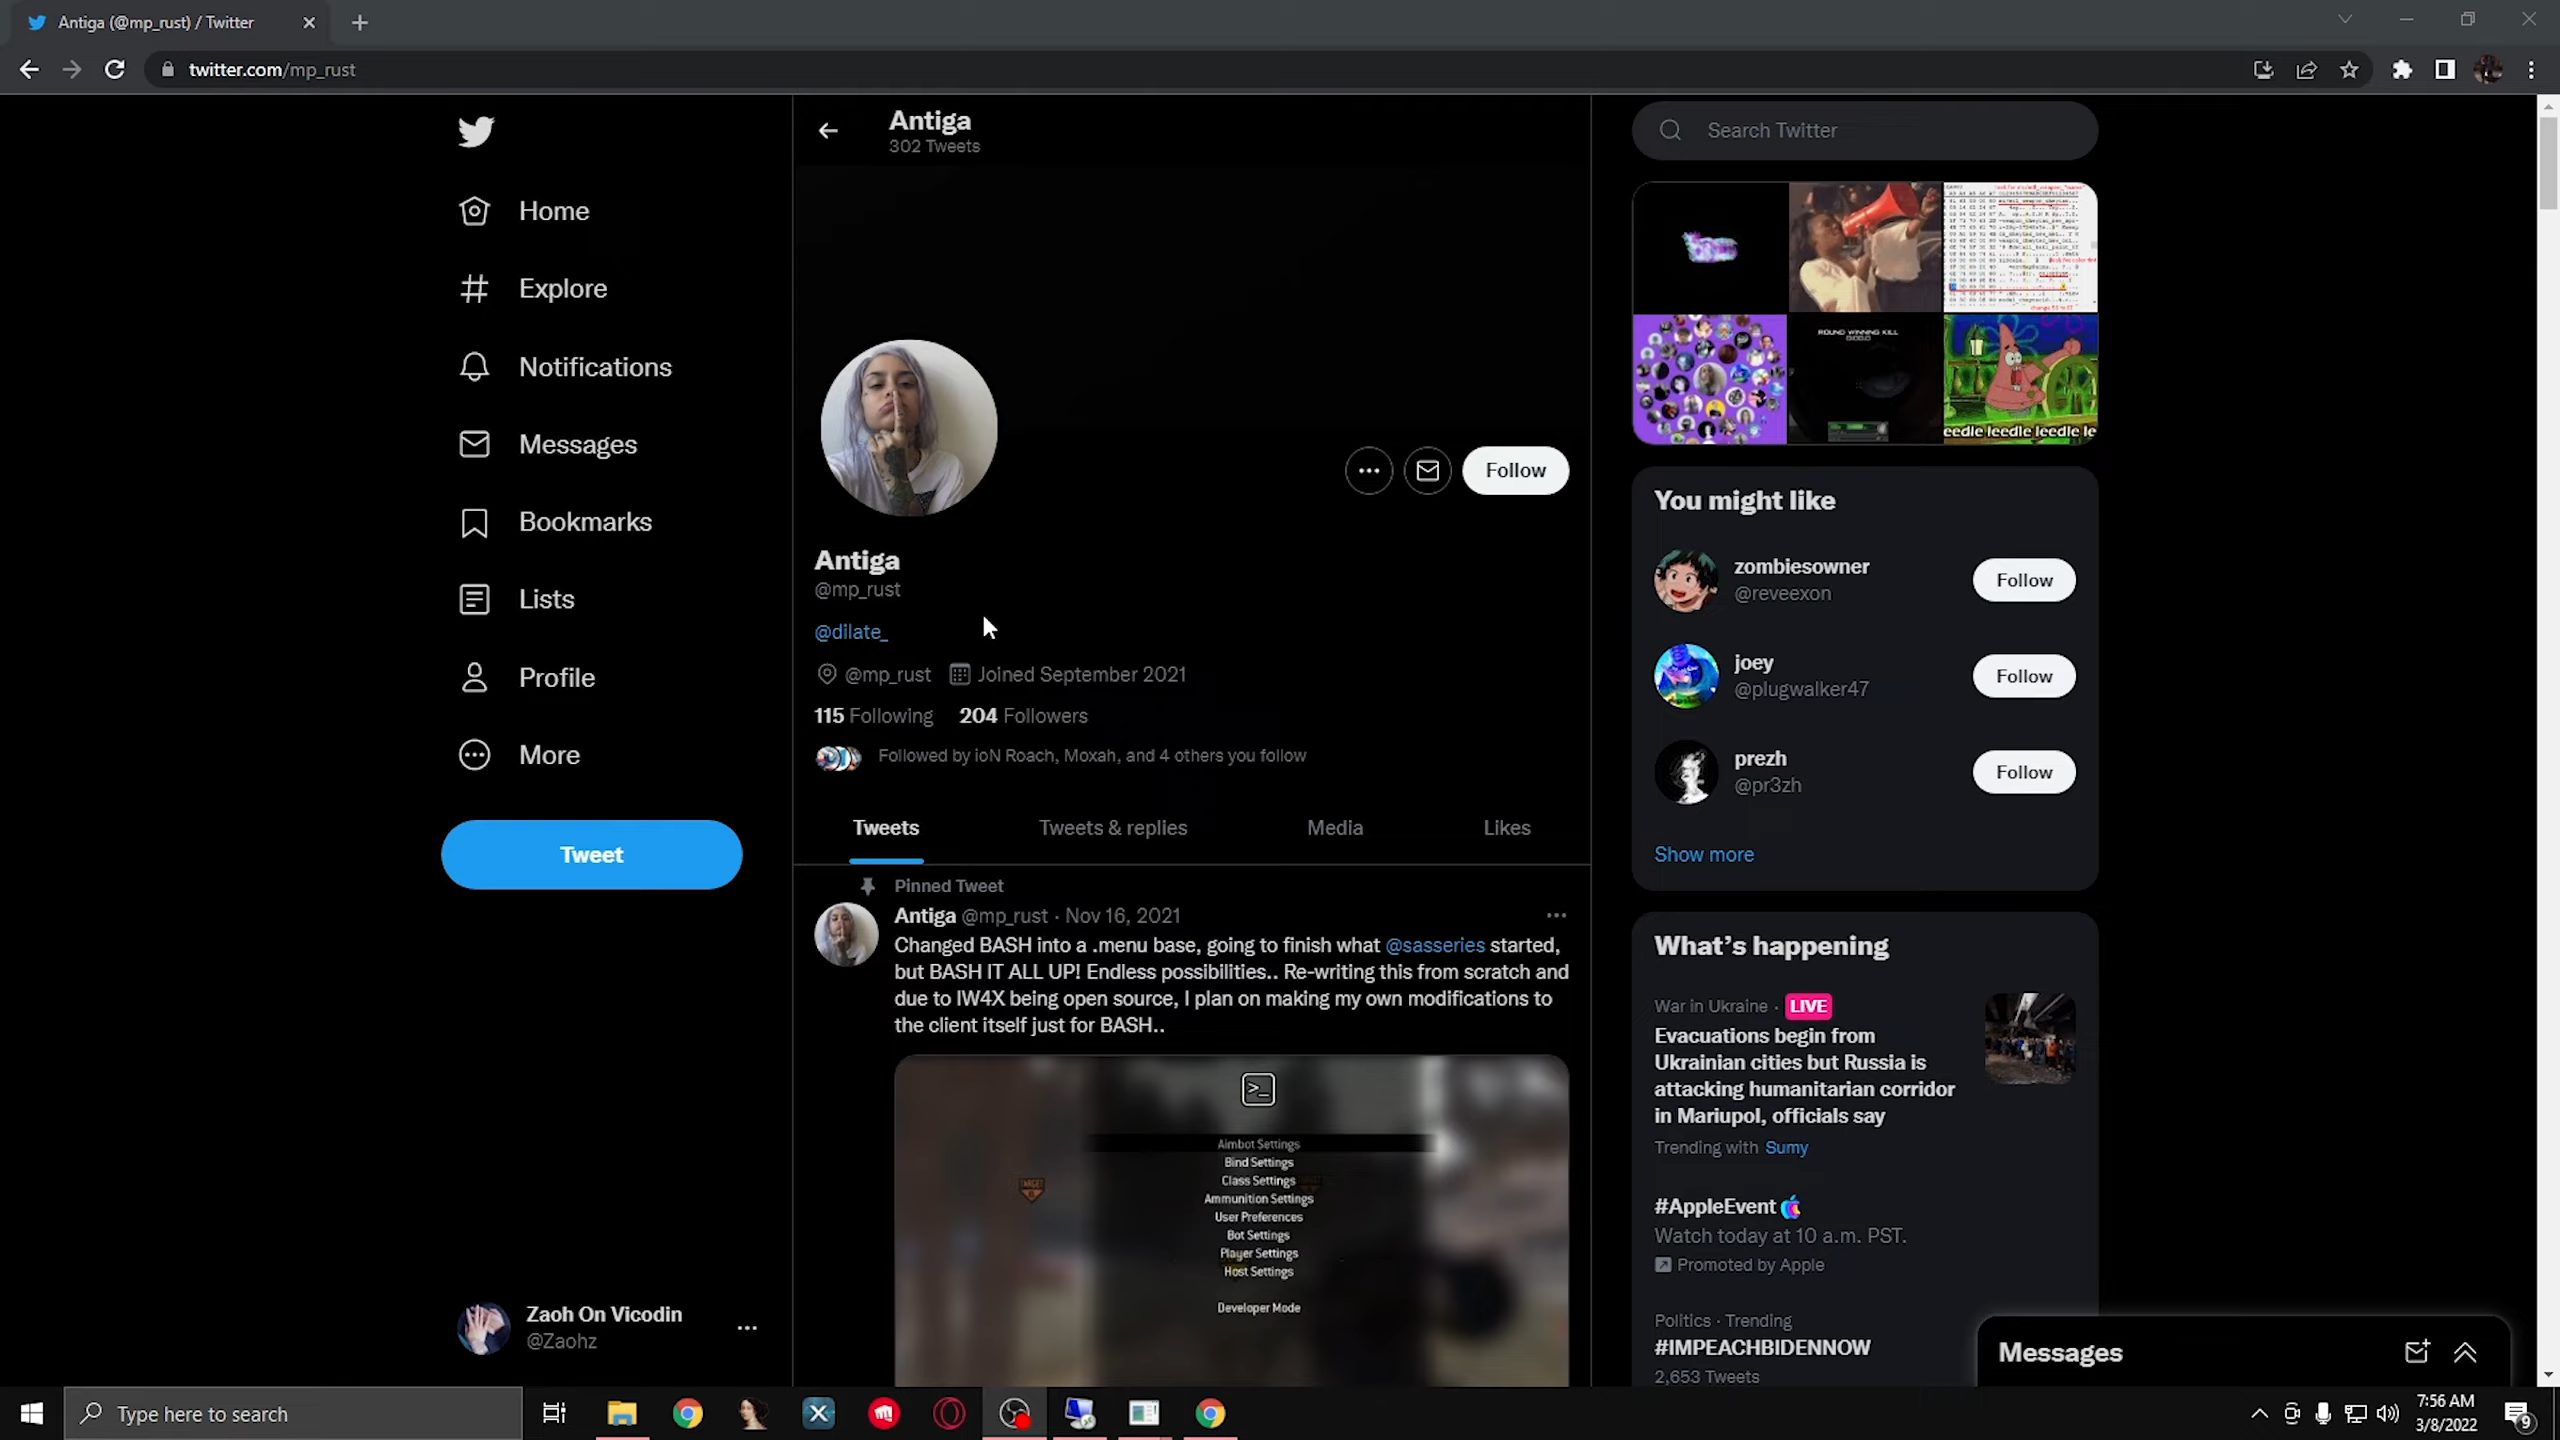 Antiga (@mp_rust) / Twitter
twitter.com/mp_rust
Home
Explore
Notifications
Messages
Bookmarks
Lists
Profile
More
Tweet
Zaoh On Vicodin
@Zaohz
Antiga
302 Tweets
Follow
Antiga
@mp_rust
@dilate_
@mp_rust Joined September 2021
115 Following 204 Followers
Followed by ioN Roach, Moxah, and 4 others you follow
Tweets Tweets & replies Media Likes
Pinned Tweet
Antiga @mp_rust · Nov 16, 2021
Changed BASH into a .menu base, going to finish what @sasseries started,
but BASH IT ALL UP! Endless possibilities.. Re-writing this from scratch and
due to IW4X being open source, I plan on making my own modifications to
the client itself just for BASH..
>_
Aimbot Settings
Bind Settings
Class Settings
Ammunition Settings
User Preferences
Bot Settings
Player Settings
Host Settings
Developer Mode
TARGET
Search Twitter
ROUND WINNING KILL
eedle leedle leedle le
You might like
zombiesowner
@reveexon
Follow
joey
@plugwalker47
Follow
prezh
@pr3zh
Follow
Show more
What's happening
War in Ukraine · LIVE
Evacuations begin from
Ukrainian cities but Russia is
attacking humanitarian corridor
in Mariupol, officials say
Trending with Sumy
#AppleEvent
Watch today at 10 a.m. PST.
Promoted by Apple
Politics · Trending
#IMPEACHBIDENNOW
2,653 Tweets
Messages
Type here to search
7:56 AM
3/8/2022
9